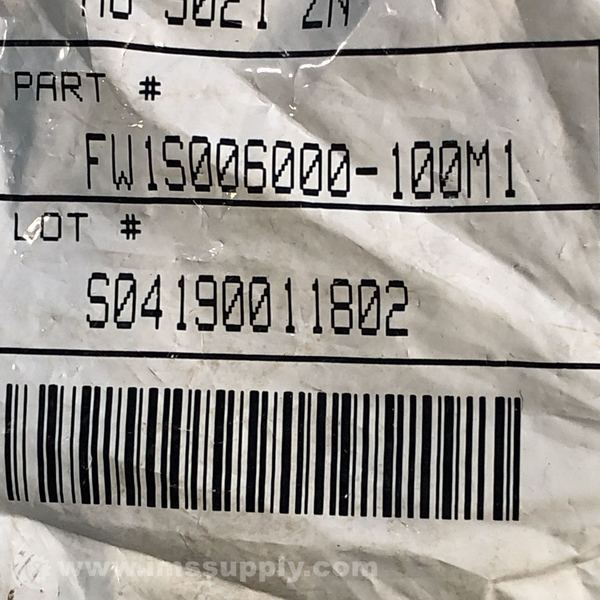 PART #
FW1S006000-100M1
LOT #
S04190011802
www.imssupply.com